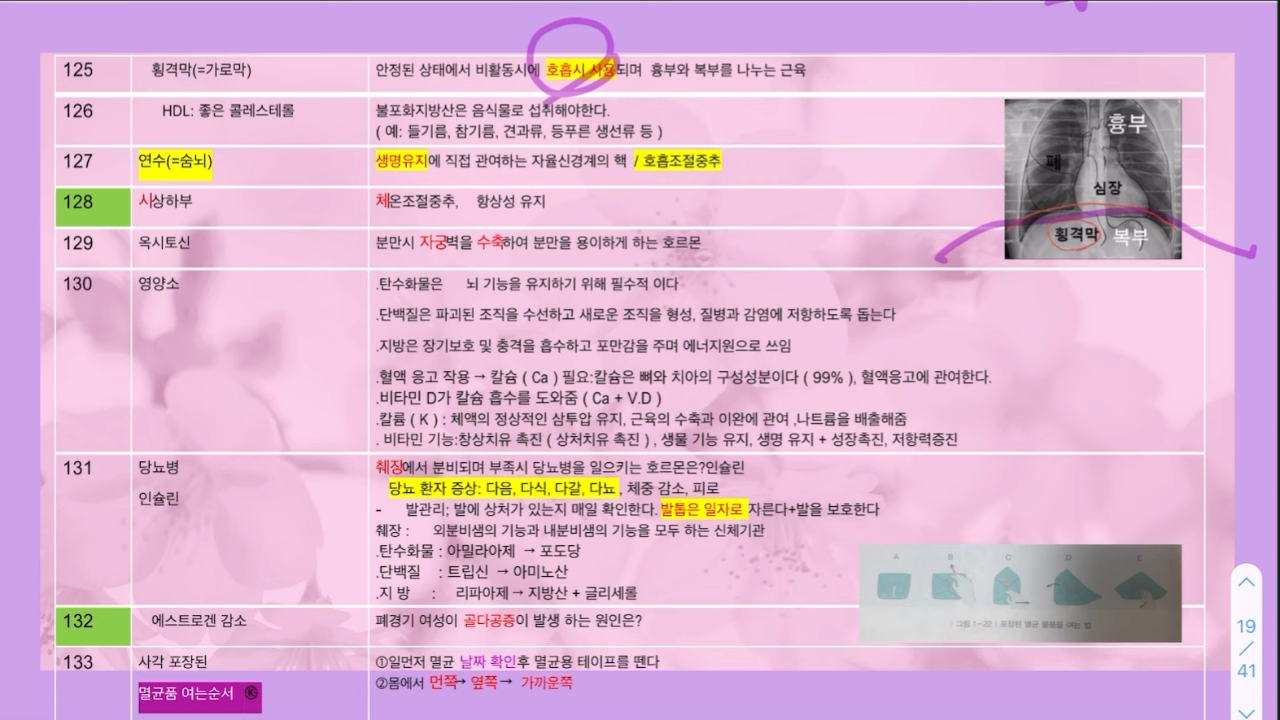 125 횡격막(=가로막) 안정된 상태에서 비활동시에 호흡시 사용되며 흉부와 복부를 나누는 근육
126 HDL: 좋은 콜레스테롤 불포화지방산은 음식물로 섭취해야한다.
( 예: 들기름, 참기름, 견과류, 등푸른 생선류 등 )
흉부
폐
심장
횡격막 복부
127 연수(=숨뇌) 생명유지에 직접 관여하는 자율신경계의 핵 / 호흡조절중추
128 시상하부 체온조절중추, 항상성 유지
129 옥시토신 분만시 자궁벽을 수축하여 분만을 용이하게 하는 호르몬
130 영양소 .탄수화물은 뇌 기능을 유지하기 위해 필수적 이다
.단백질은 파괴된 조직을 수선하고 새로운 조직을 형성, 질병과 감염에 저항하도록 돕는다
.지방은 장기보호 및 충격을 흡수하고 포만감을 주며 에너지원으로 쓰임
.혈액 응고 작용 → 칼슘 ( Ca ) 필요:칼슘은 뼈와 치아의 구성성분이다 ( 99% ), 혈액응고에 관여한다.
.비타민 D가 칼슘 흡수를 도와줌 ( Ca + V.D )
.칼륨 ( K ) : 체액의 정상적인 삼투압 유지, 근육의 수축과 이완에 관여 ,나트륨을 배출해줌
. 비타민 기능:창상치유 촉진 ( 상처치유 촉진 ) , 생물 기능 유지, 생명 유지 + 성장촉진, 저항력증진
131 당뇨병 췌장에서 분비되며 부족시 당뇨병을 일으키는 호르몬은?인슐린
인슐린 당뇨 환자 증상: 다음, 다식, 다갈, 다뇨 , 체중 감소, 피로
- 발관리; 발에 상처가 있는지 매일 확인한다. 발톱은 일자로 자른다+발을 보호한다
췌장 : 외분비샘의 기능과 내분비샘의 기능을 모두 하는 신체기관
.탄수화물 : 아밀라아제 → 포도당
.단백질 : 트립신 → 아미노산
.지 방 : 리파아제→ 지방산 + 글리세롤
A B C D E
그림 1-22 | 포장된 멸균 물품을 여는 법
132 에스트로겐 감소 폐경기 여성이 골다공증이 발생 하는 원인은?
133 사각 포장된 ①일먼저 멸균 날짜 확인후 멸균용 테이프를 뗀다
멸균품 여는순서 Ⓚ ②몸에서 먼쪽→ 옆쪽→ 가까운쪽
19
/
41